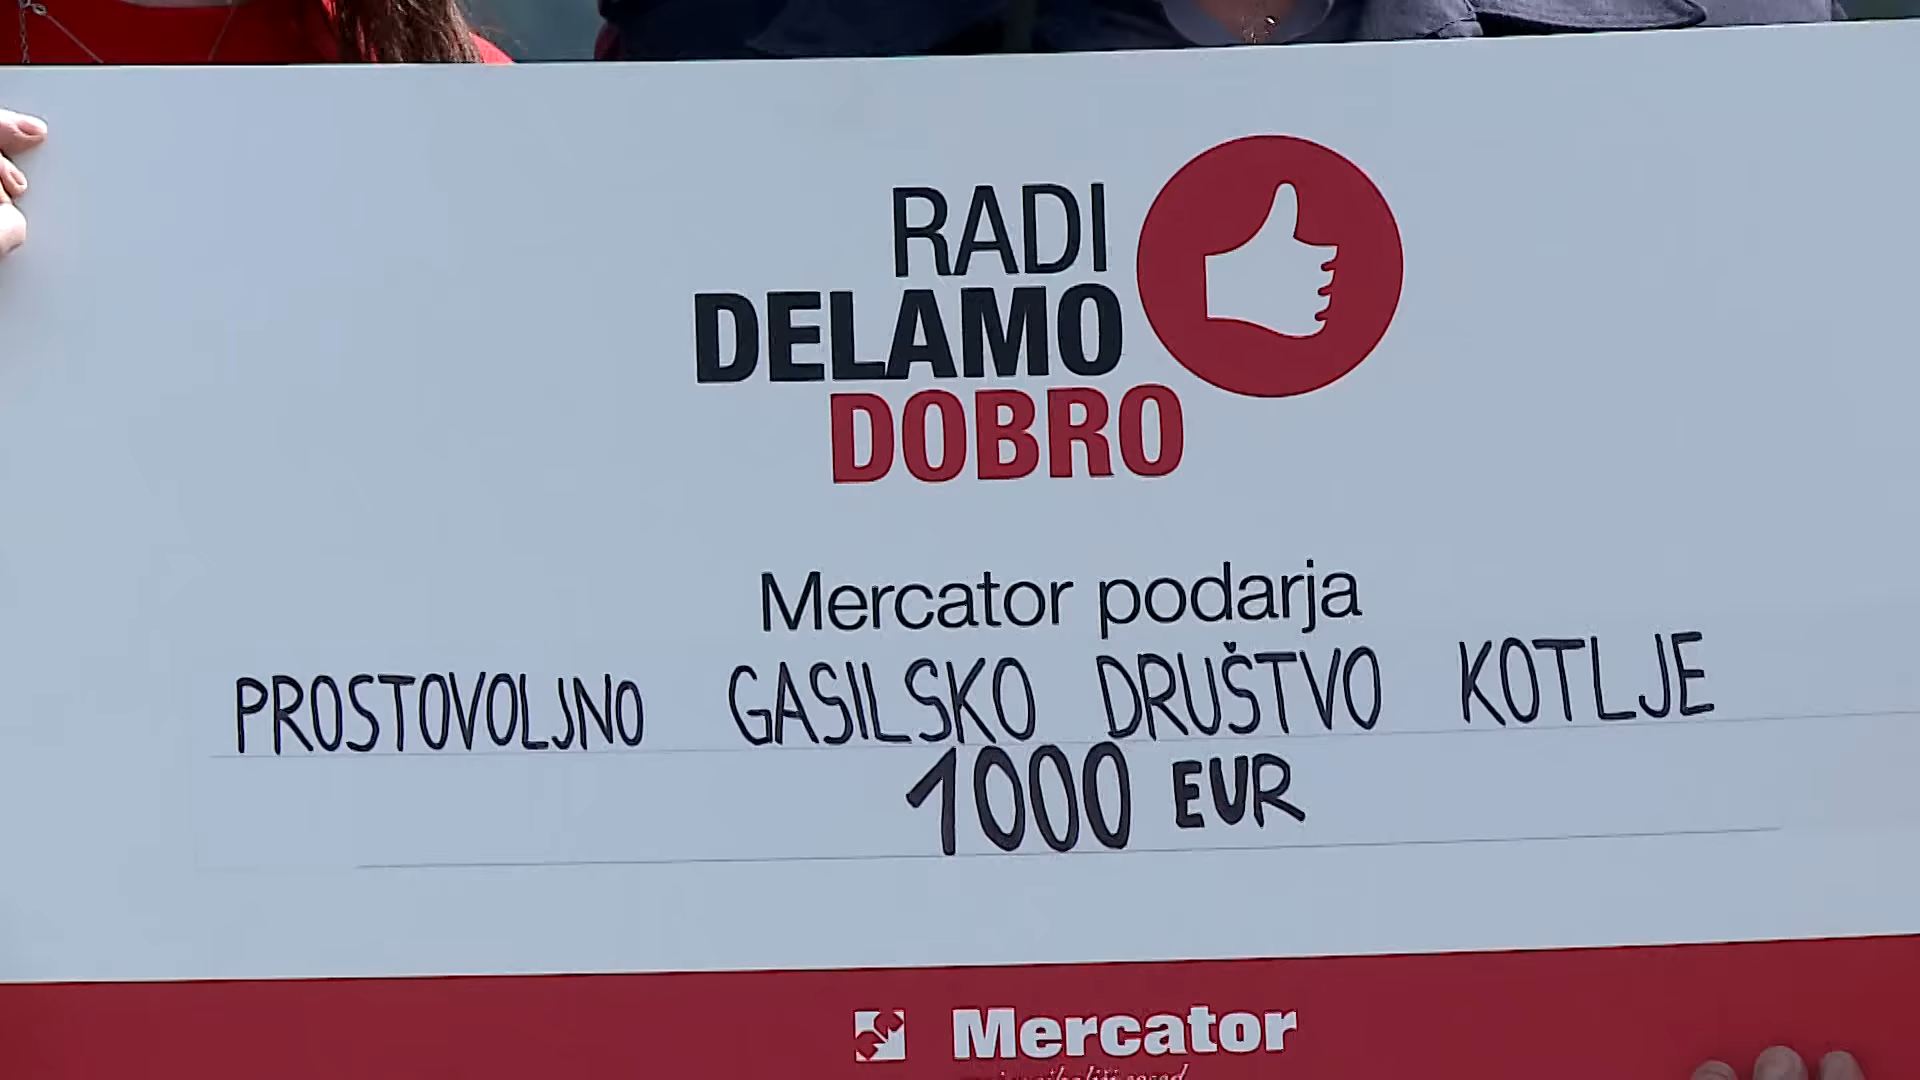 RADI
DELAMO
DOBRO
Mercator podarja
PROSTOVOLJNO GASILSKO DRUŠTVO KOTLJE
1000 EUR
Mercator